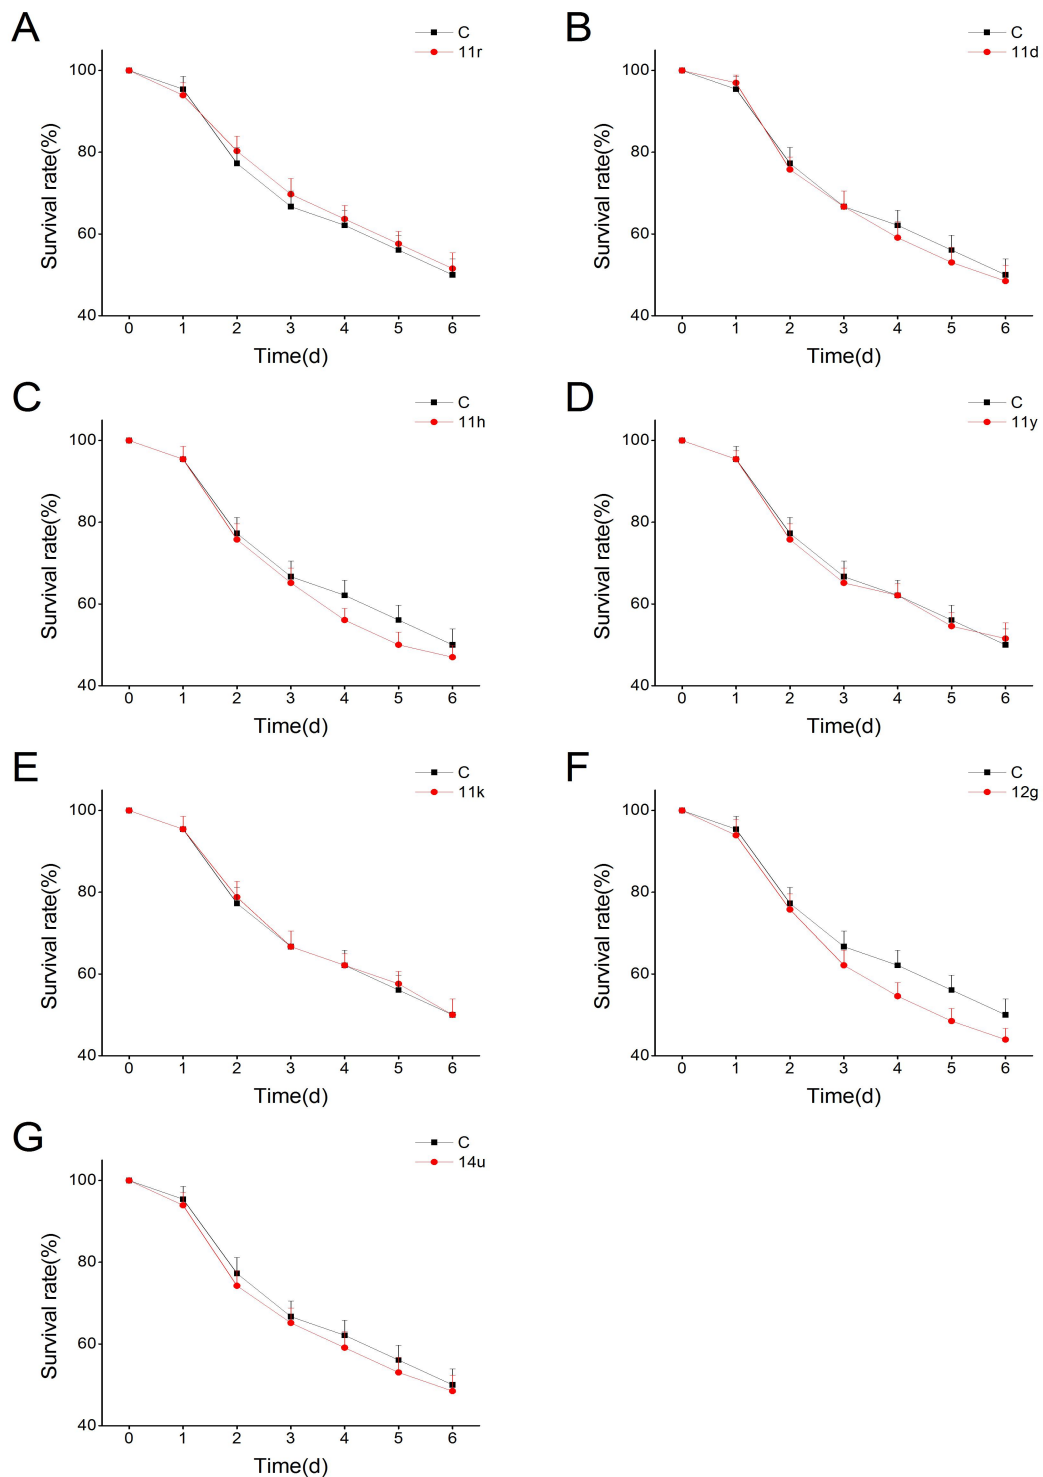 A
C
11r
Survival rate(%)
100
80
60
40
0 1 2 3 4 5 6
Time(d)
B
C
11d
Survival rate(%)
100
80
60
40
0 1 2 3 4 5 6
Time(d)
C
C
11h
Survival rate(%)
100
80
60
40
0 1 2 3 4 5 6
Time(d)
D
C
11y
Survival rate(%)
100
80
60
40
0 1 2 3 4 5 6
Time(d)
E
C
11k
Survival rate(%)
100
80
60
40
0 1 2 3 4 5 6
Time(d)
F
C
12g
Survival rate(%)
100
80
60
40
0 1 2 3 4 5 6
Time(d)
G
C
14u
Survival rate(%)
100
80
60
40
0 1 2 3 4 5 6
Time(d)